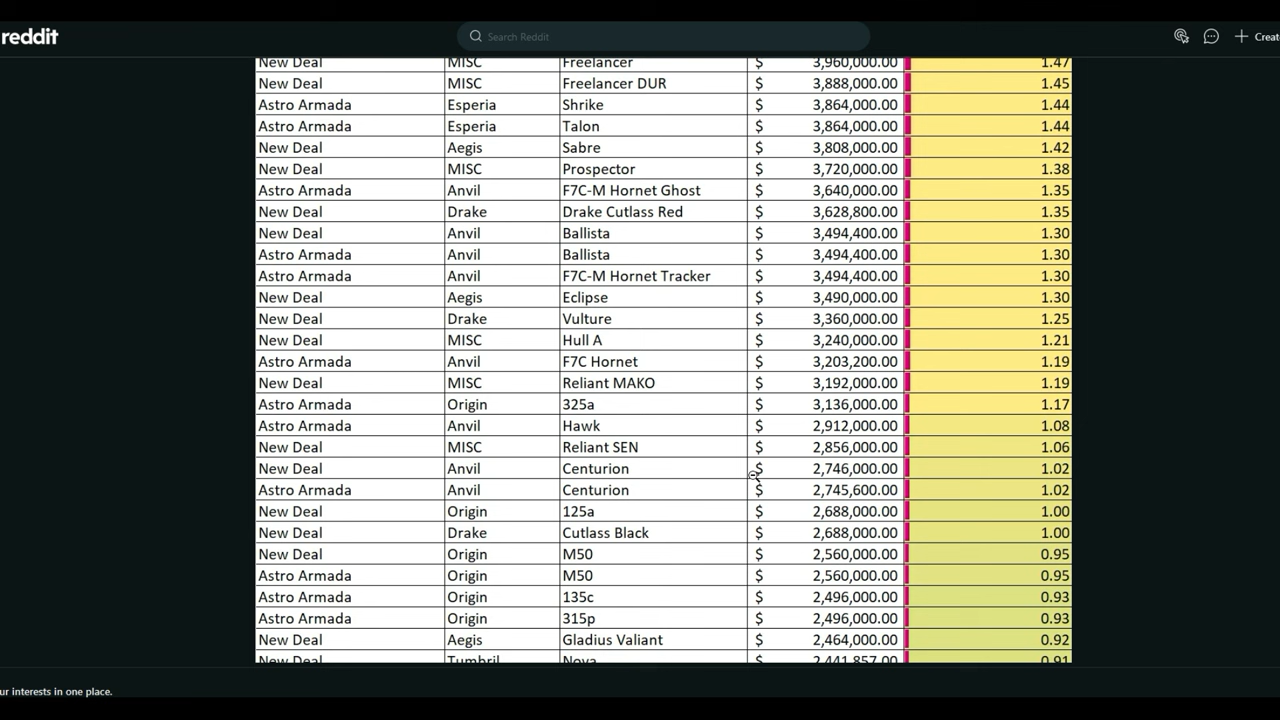 reddit
Search Reddit
Create
New Deal MISC Freelancer $ 3,960,000.00 1.47
New Deal MISC Freelancer DUR $ 3,888,000.00 1.45
Astro Armada Esperia Shrike $ 3,864,000.00 1.44
Astro Armada Esperia Talon $ 3,864,000.00 1.44
New Deal Aegis Sabre $ 3,808,000.00 1.42
New Deal MISC Prospector $ 3,720,000.00 1.38
Astro Armada Anvil F7C-M Hornet Ghost $ 3,640,000.00 1.35
New Deal Drake Drake Cutlass Red $ 3,628,800.00 1.35
New Deal Anvil Ballista $ 3,494,400.00 1.30
Astro Armada Anvil Ballista $ 3,494,400.00 1.30
Astro Armada Anvil F7C-M Hornet Tracker $ 3,494,400.00 1.30
New Deal Aegis Eclipse $ 3,490,000.00 1.30
New Deal Drake Vulture $ 3,360,000.00 1.25
New Deal MISC Hull A $ 3,240,000.00 1.21
Astro Armada Anvil F7C Hornet $ 3,203,200.00 1.19
New Deal MISC Reliant MAKO $ 3,192,000.00 1.19
Astro Armada Origin 325a $ 3,136,000.00 1.17
Astro Armada Anvil Hawk $ 2,912,000.00 1.08
New Deal MISC Reliant SEN $ 2,856,000.00 1.06
New Deal Anvil Centurion $ 2,746,000.00 1.02
Astro Armada Anvil Centurion $ 2,745,600.00 1.02
New Deal Origin 125a $ 2,688,000.00 1.00
New Deal Drake Cutlass Black $ 2,688,000.00 1.00
New Deal Origin M50 $ 2,560,000.00 0.95
Astro Armada Origin M50 $ 2,560,000.00 0.95
Astro Armada Origin 135c $ 2,496,000.00 0.93
Astro Armada Origin 315p $ 2,496,000.00 0.93
New Deal Aegis Gladius Valiant $ 2,464,000.00 0.92
New Deal Tumbril Nova $ 2,441,857.00 0.91
ur interests in one place.